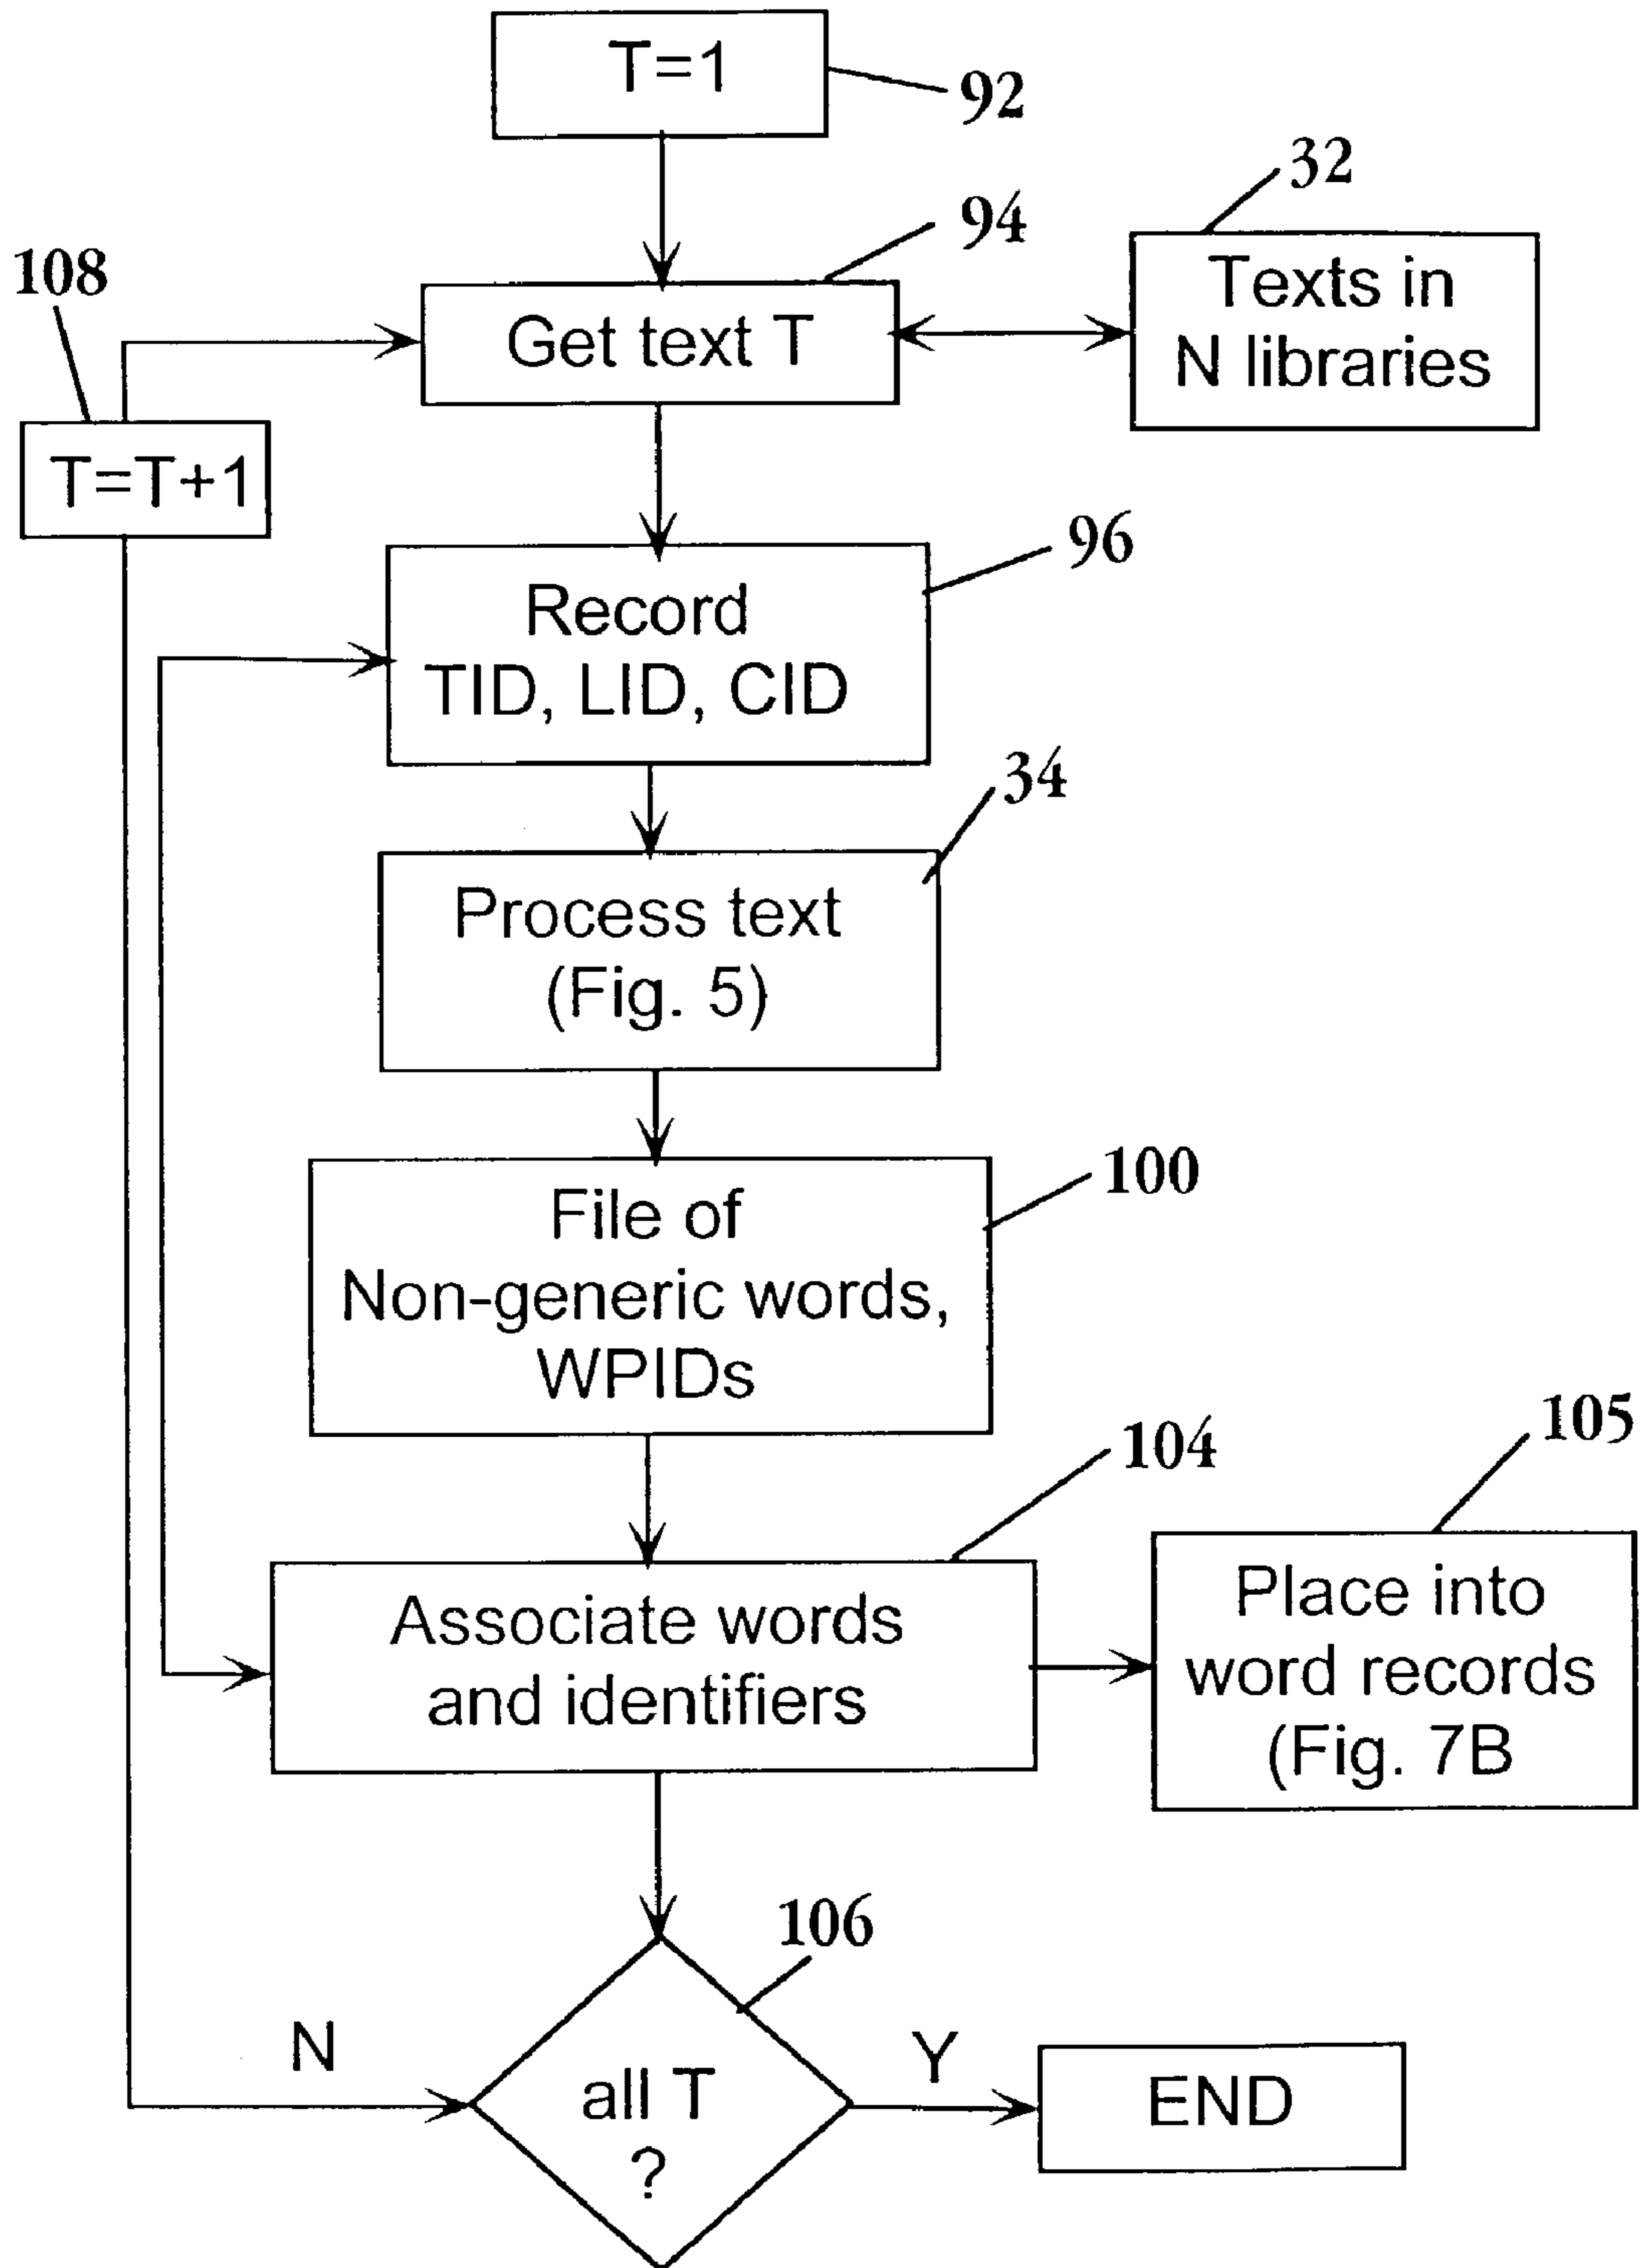 T=1
92
32
94
Texts in
N libraries
108
Get text T
T=T+1
96
Record
TID, LID, CID
34
Process text
(Fig. 5)
100
File of
Non-generic words,
WPIDs
104
105
Associate words
and identifiers
Place into
word records
(Fig. 7B
106
N
Y
all T
?
END